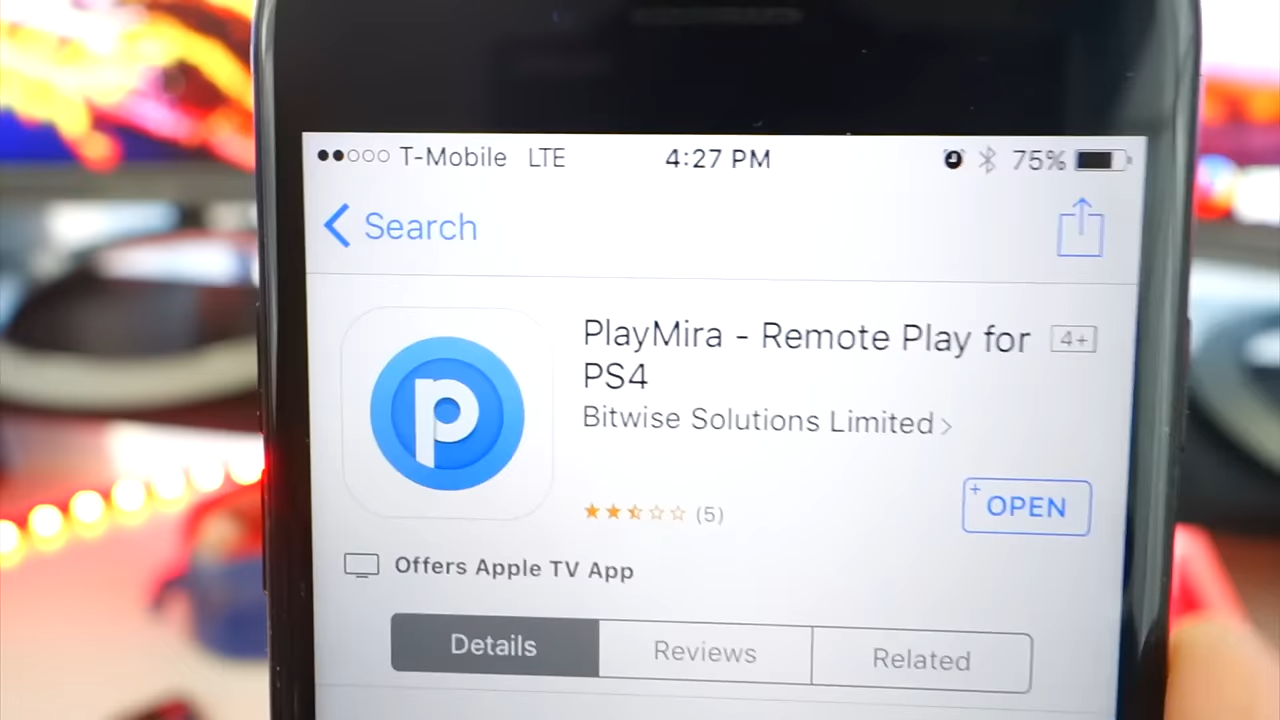 T-Mobile LTE 4:27 PM 75%
Search
PlayMira - Remote Play for 4+
PS4
Bitwise Solutions Limited
p
(5)
+ OPEN
Offers Apple TV App
Details Reviews Related